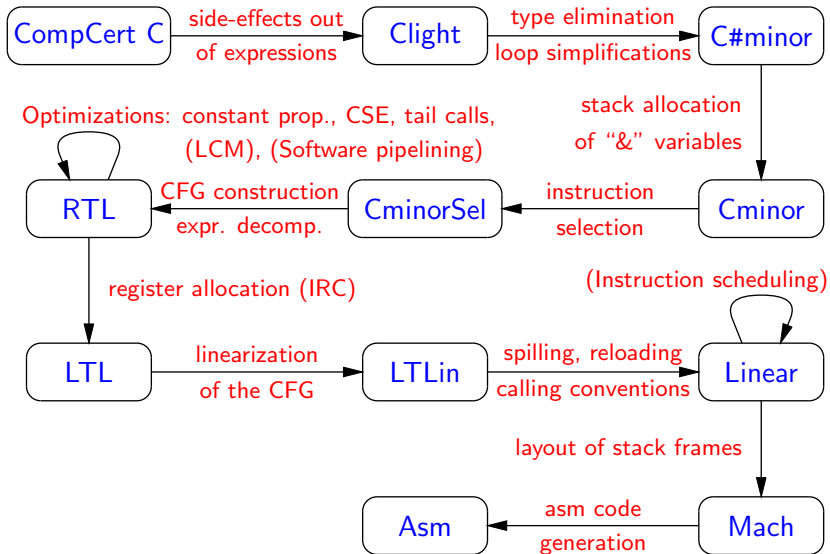 CompCert C
side-effects out
of expressions
Clight
type elimination
loop simplifications
C#minor
stack allocation
of “&” variables
Optimizations: constant prop., CSE, tail calls,
(LCM), (Software pipelining)
RTL
CFG construction
expr. decomp.
CminorSel
instruction
selection
Cminor
register allocation (IRC)
(Instruction scheduling)
LTL
linearization
of the CFG
LTLin
spilling, reloading
calling conventions
Linear
layout of stack frames
Asm
asm code
generation
Mach